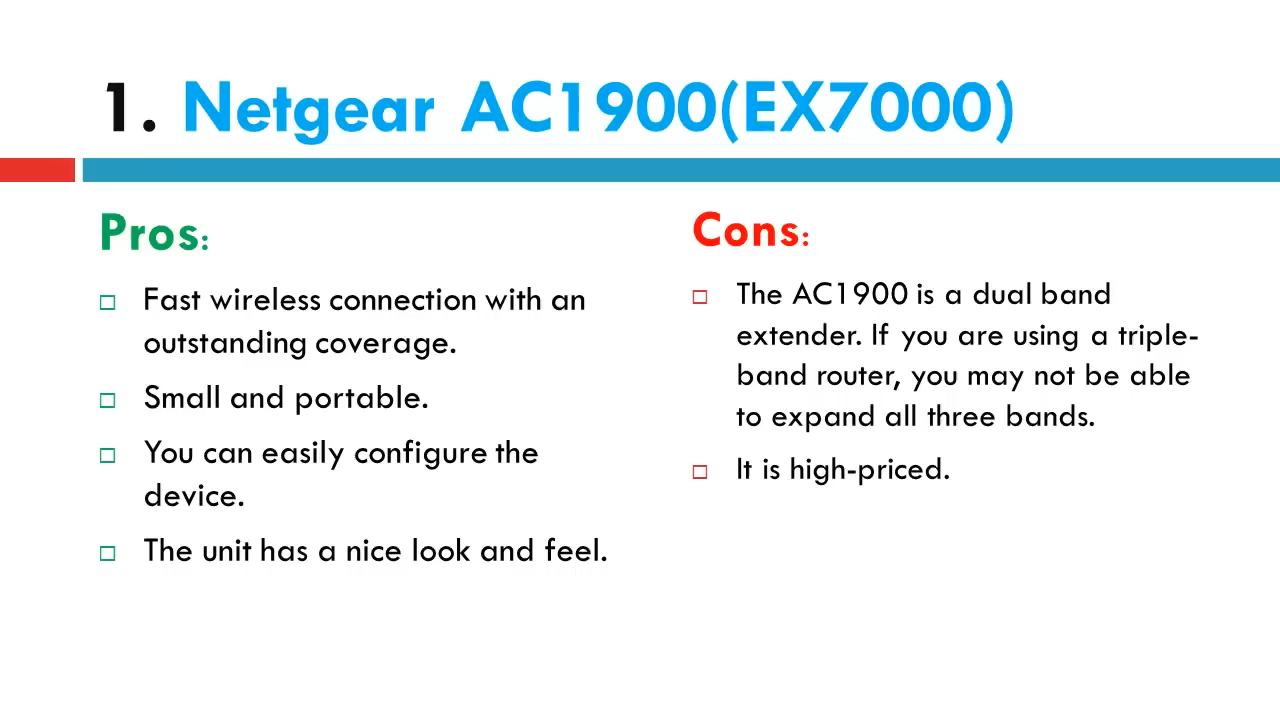 1. Netgear AC1900(EX7000)
Pros:
Fast wireless connection with an
outstanding coverage.
Small and portable.
You can easily configure the
device.
The unit has a nice look and feel.
Cons:
The AC1900 is a dual band
extender. If you are using a triple-
band router, you may not be able
to expand all three bands.
It is high-priced.